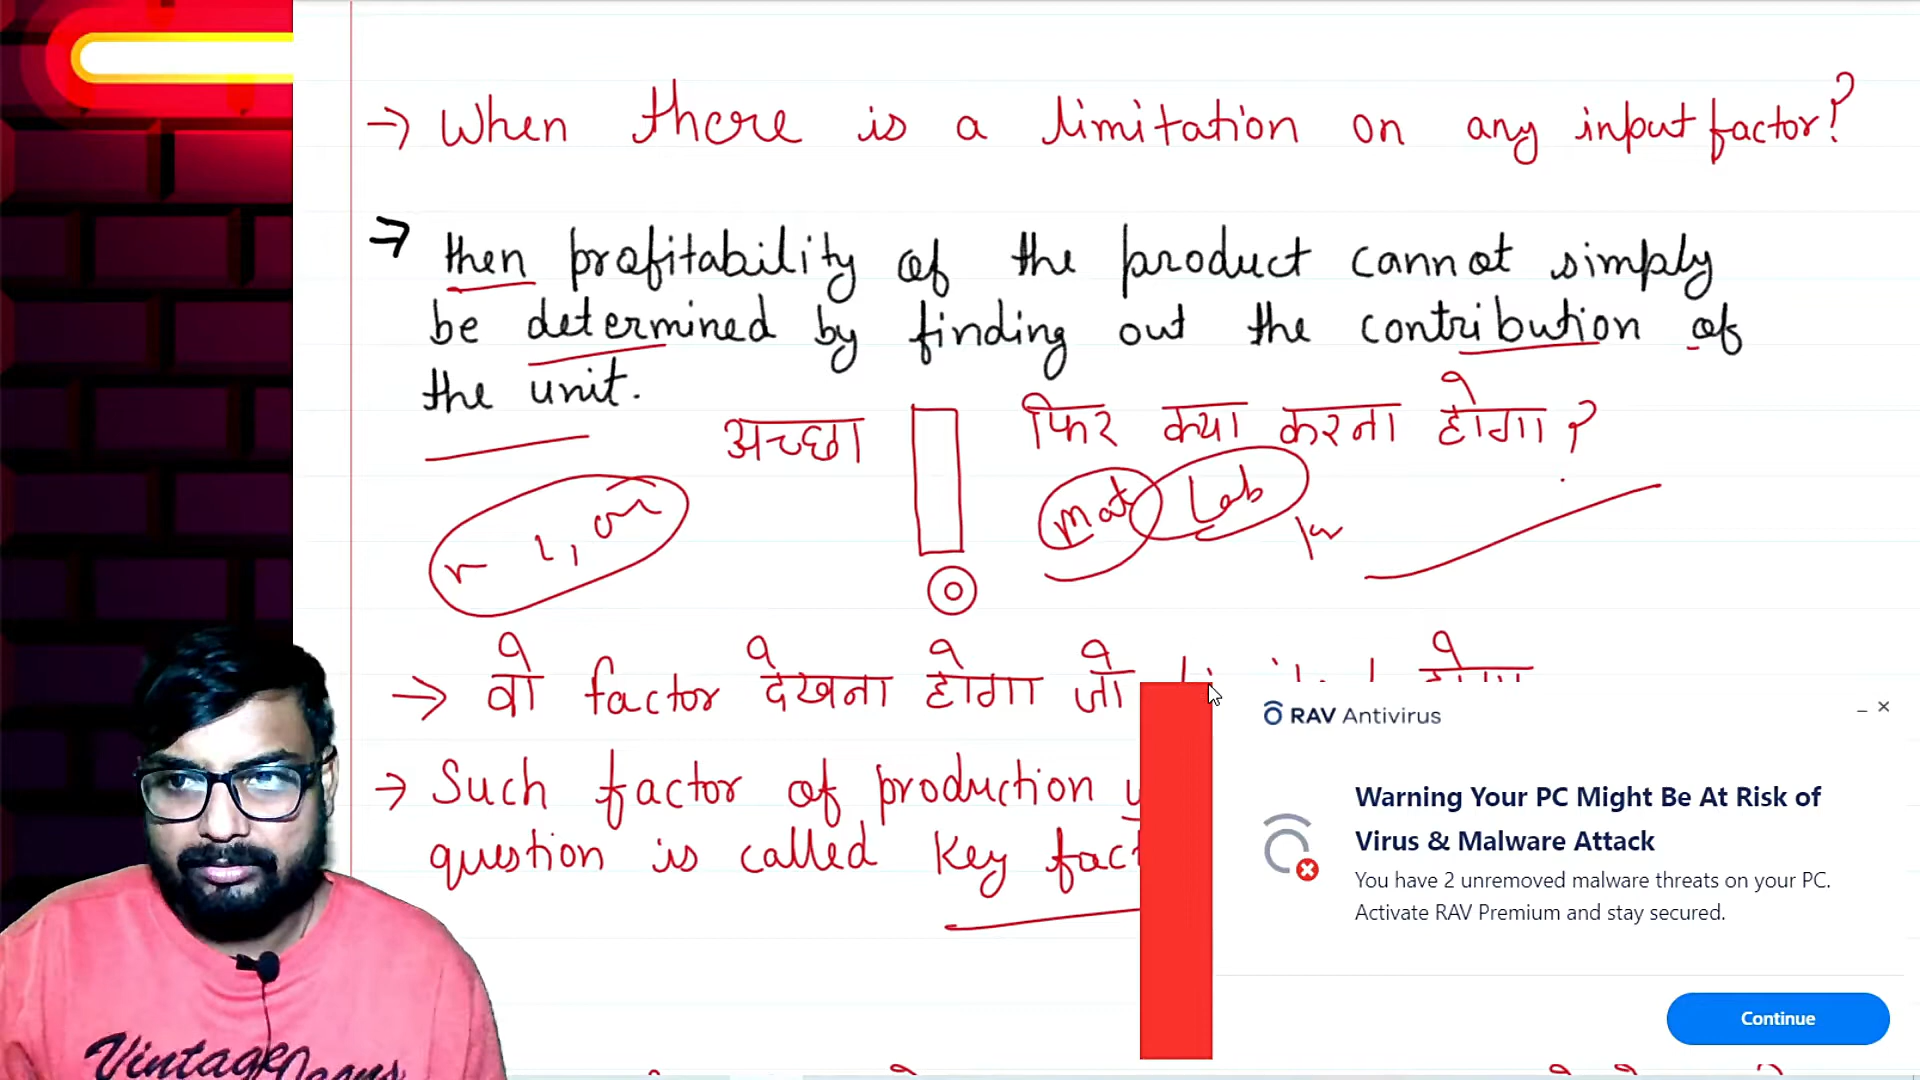 → When there is a limitation on any input factor?
⇒ then profitability of the product cannot simply
be determined by finding out the contribution of
the unit.
अच्छा ! फिर क्या करना होगा ?
mat Lab
→ वो factor देखना होगा जो
→ Such factor of production
question is called Key
RAV Antivirus
Warning Your PC Might Be At Risk of
Virus & Malware Attack
You have 2 unremoved malware threats on your PC.
Activate RAV Premium and stay secured.
Continue
Vintage